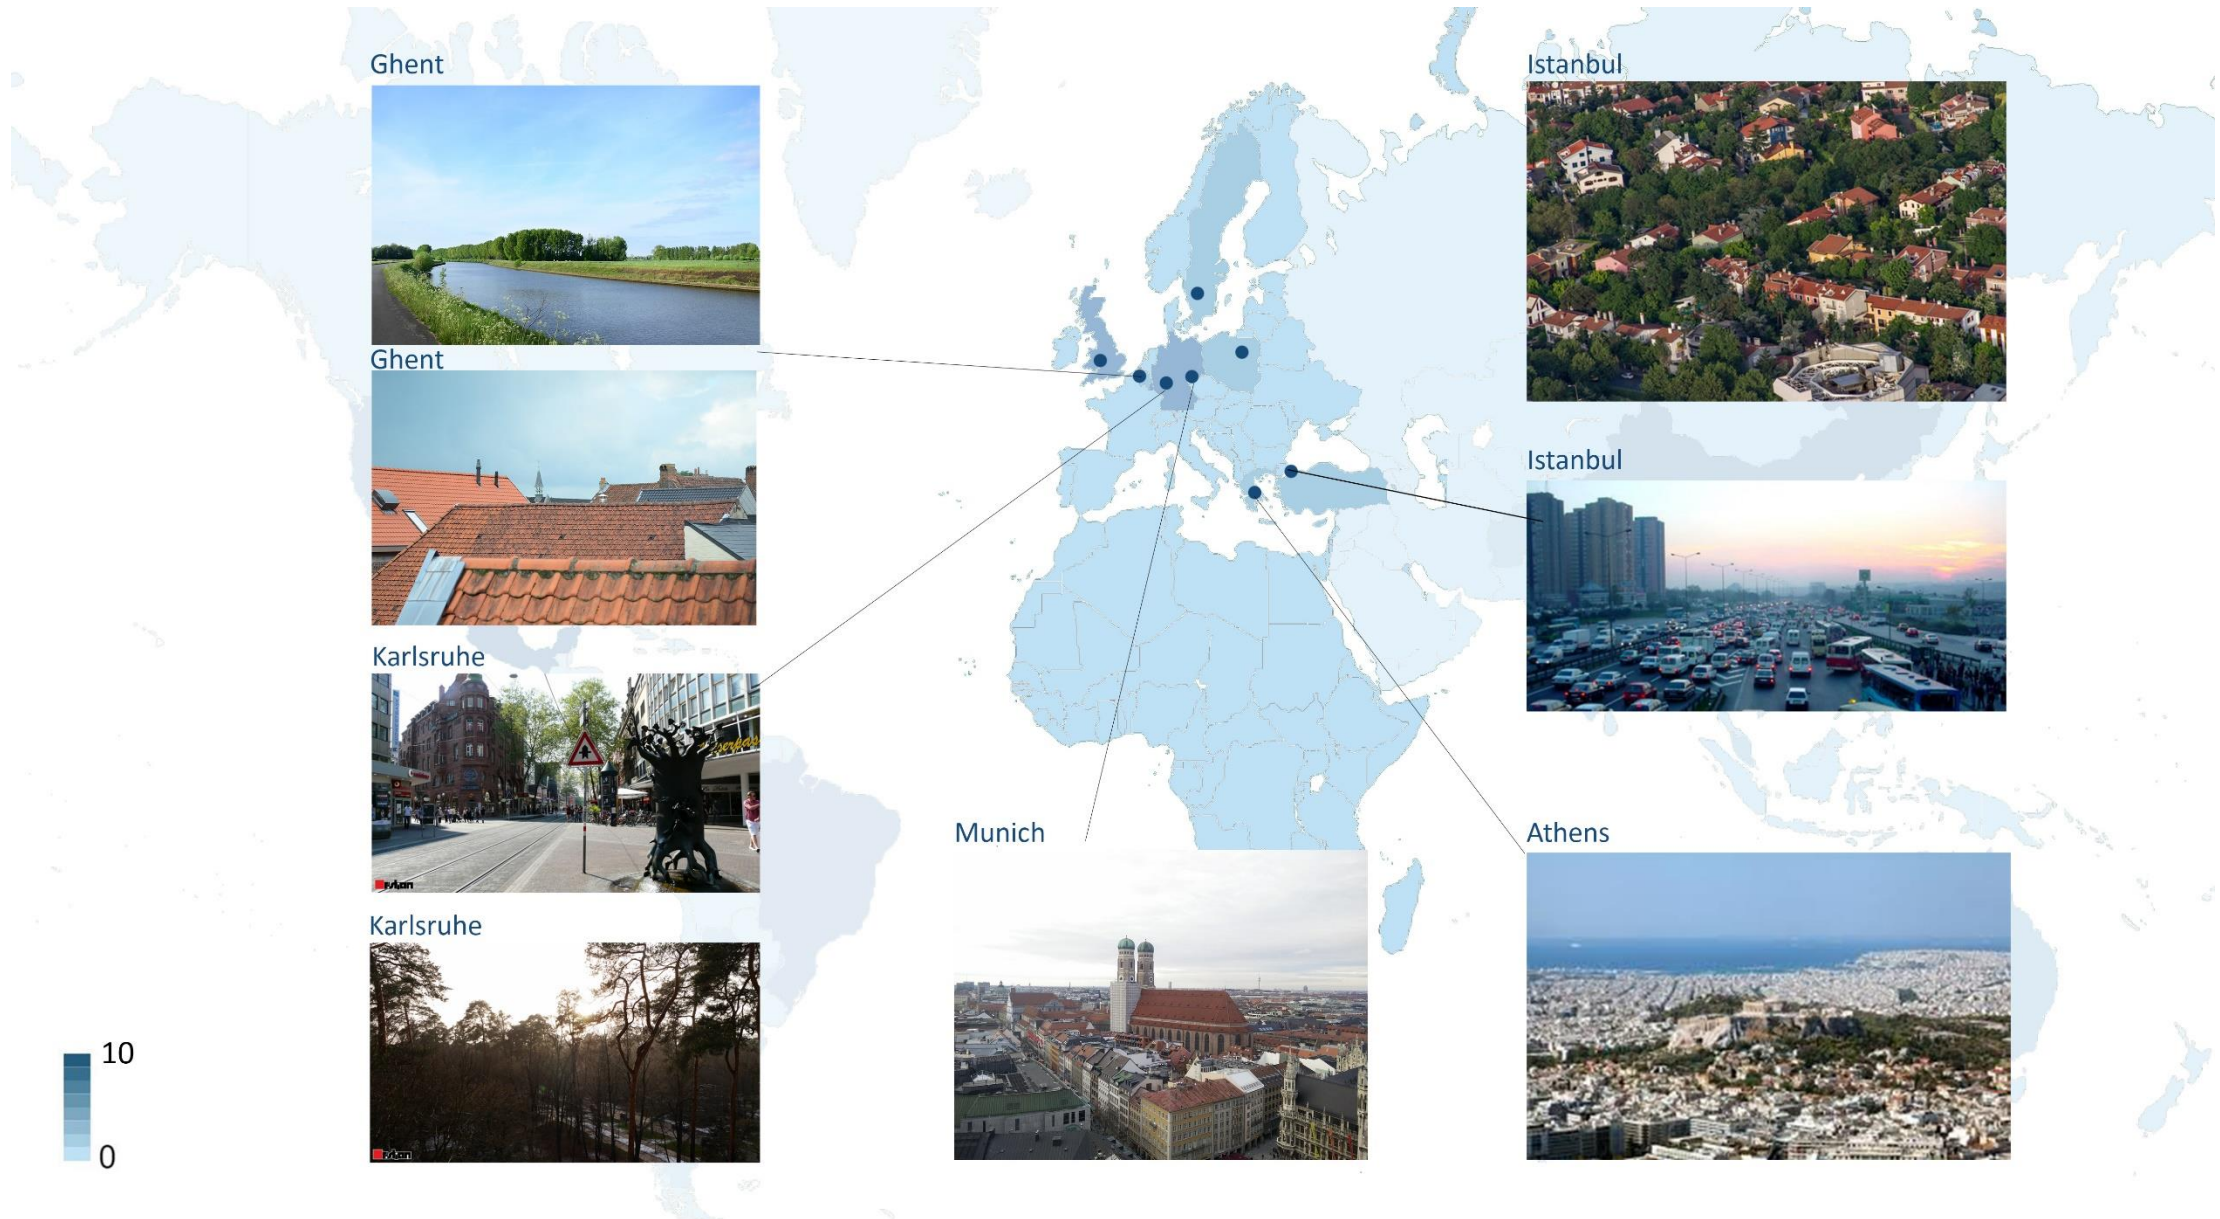 Ghent
Ghent
Karlsruhe
Karlsruhe
Munich
Istanbul
Istanbul
Athens
10
0